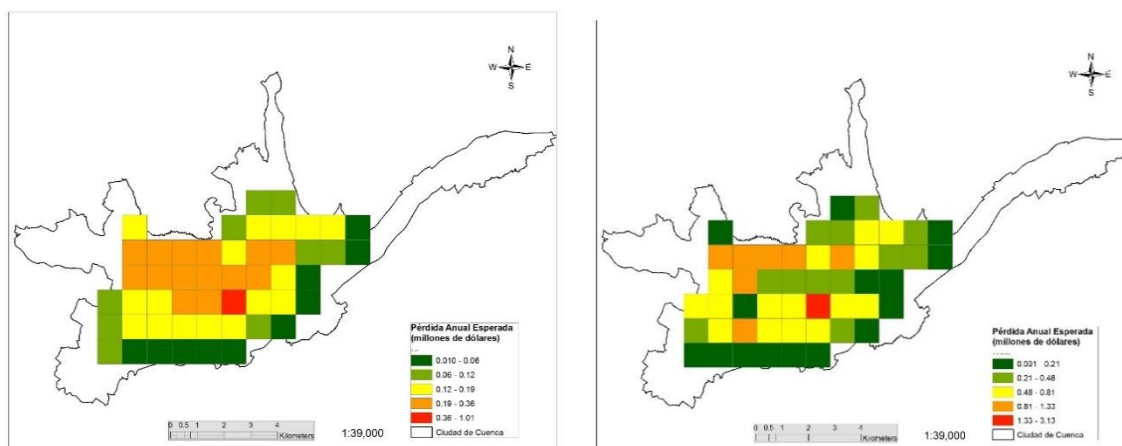 N
W E
S
Pérdida Anual Esperada
(millones de dólares)
0.010 - 0.06
0.06 - 0.12
0.12 - 0.19
0.19 - 0.36
0.36 - 1.01
Ciudad de Cuenca
0 0.5 1 2 3 4
Kilometers
1:39,000
N
W E
S
Pérdida Anual Esperada
(millones de dólares)
0.031 - 0.21
0.21 - 0.48
0.48 - 0.81
0.81 - 1.33
1.33 - 3.13
Ciudad de Cuenca
0 0.5 1 2 3 4
Kilometers
1:39,000